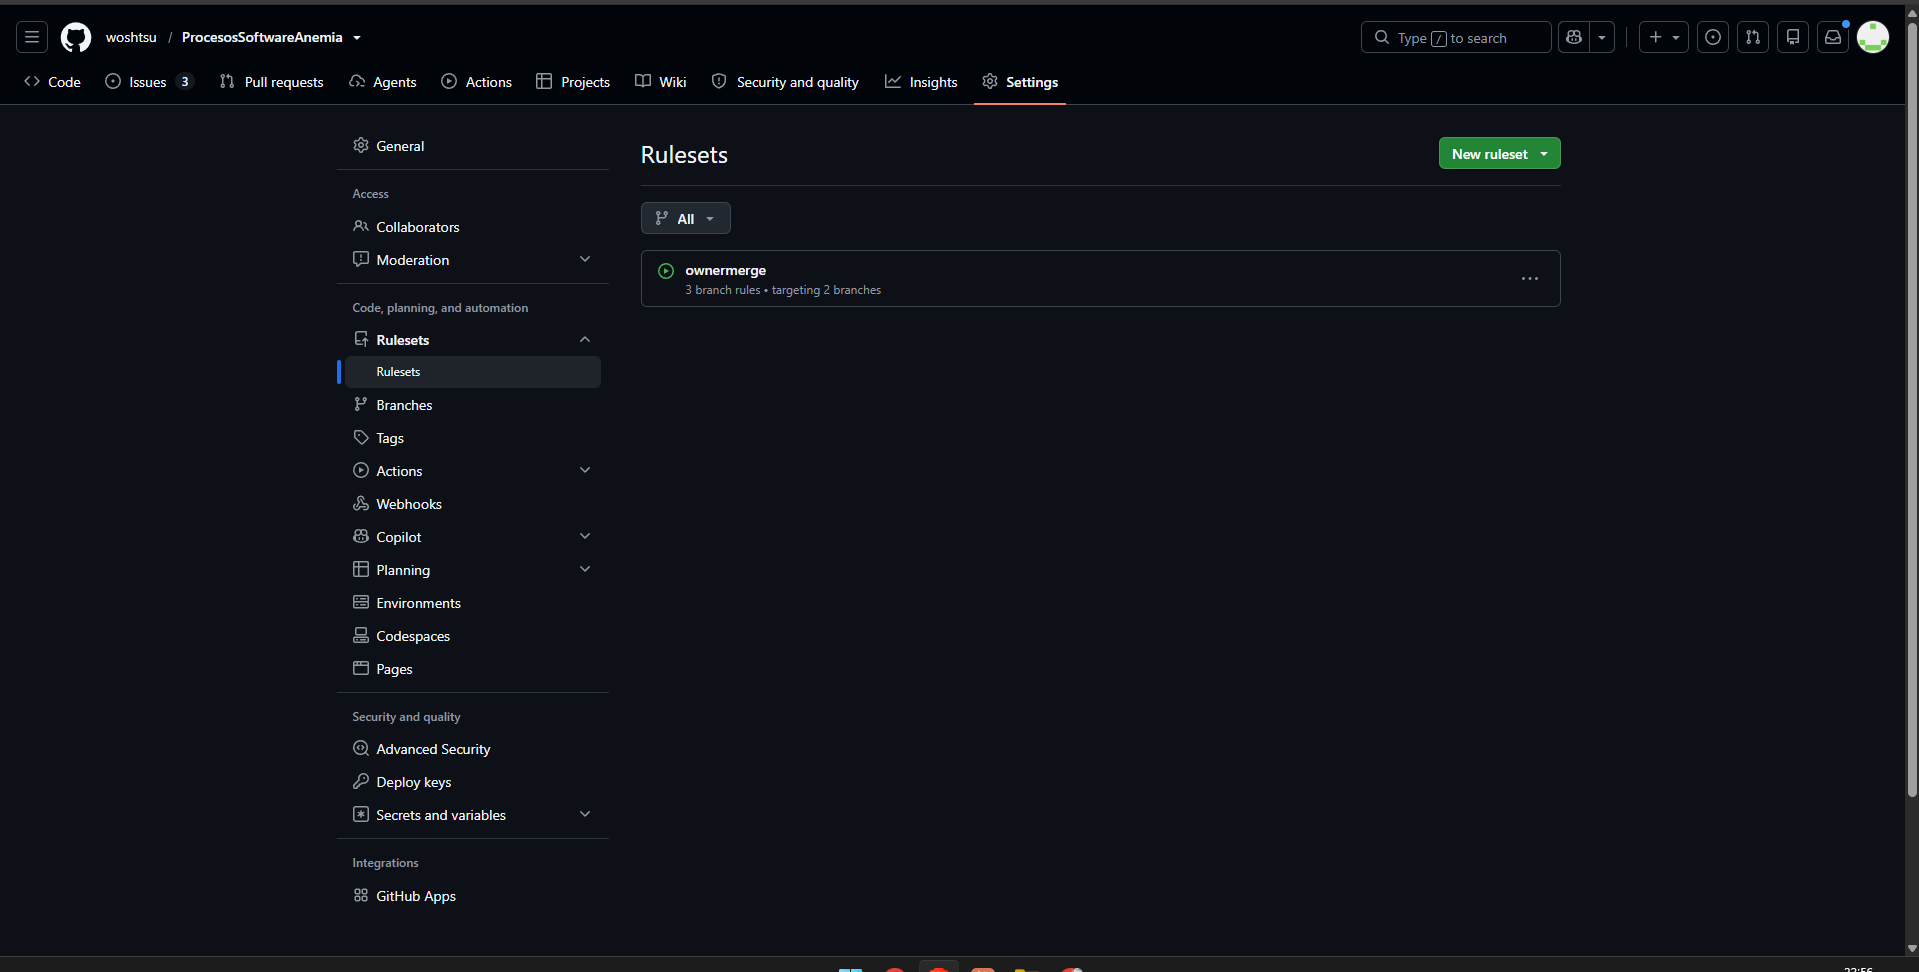 woshtsu / ProcesosSoftwareAnemia
Type / to search
Code
Issues 3
Pull requests
Agents
Actions
Projects
Wiki
Security and quality
Insights
Settings
General
Access
Collaborators
Moderation
Code, planning, and automation
Rulesets
Rulesets
Branches
Tags
Actions
Webhooks
Copilot
Planning
Environments
Codespaces
Pages
Security and quality
Advanced Security
Deploy keys
Secrets and variables
Integrations
GitHub Apps
Rulesets
New ruleset
All
ownermerge
3 branch rules • targeting 2 branches